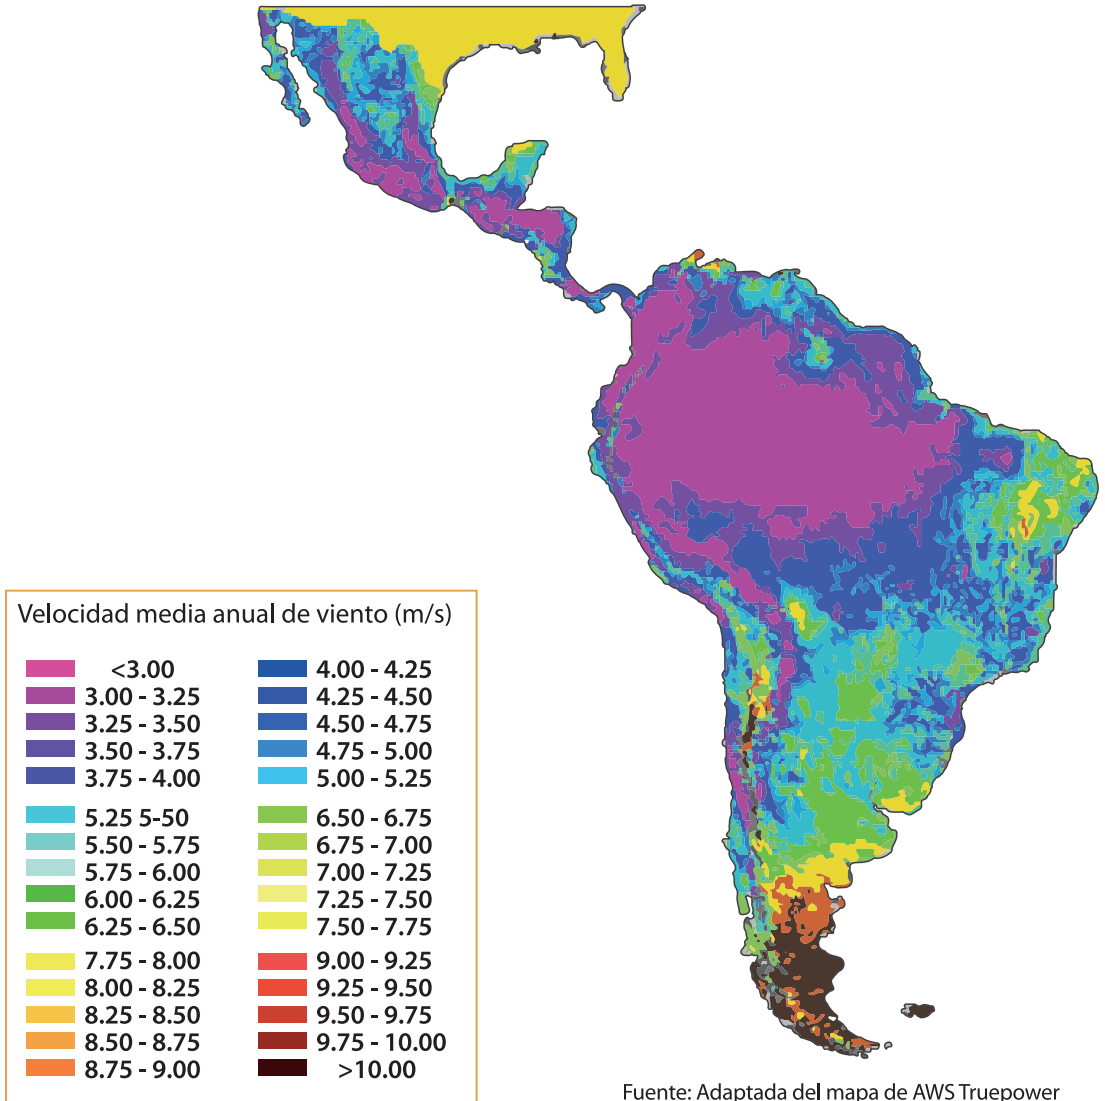 Velocidad media anual de viento (m/s)
<3.00
4.00 - 4.25
3.00 - 3.25
4.25 - 4.50
3.25 - 3.50
4.50 - 4.75
3.50 - 3.75
4.75 - 5.00
3.75 - 4.00
5.00 - 5.25
5.25 5-50
6.50 - 6.75
5.50 - 5.75
6.75 - 7.00
5.75 - 6.00
7.00 - 7.25
6.00 - 6.25
7.25 - 7.50
6.25 - 6.50
7.50 - 7.75
7.75 - 8.00
9.00 - 9.25
8.00 - 8.25
9.25 - 9.50
8.25 - 8.50
9.50 - 9.75
8.50 - 8.75
9.75 - 10.00
8.75 - 9.00
>10.00
Fuente: Adaptada del mapa de AWS Truepower